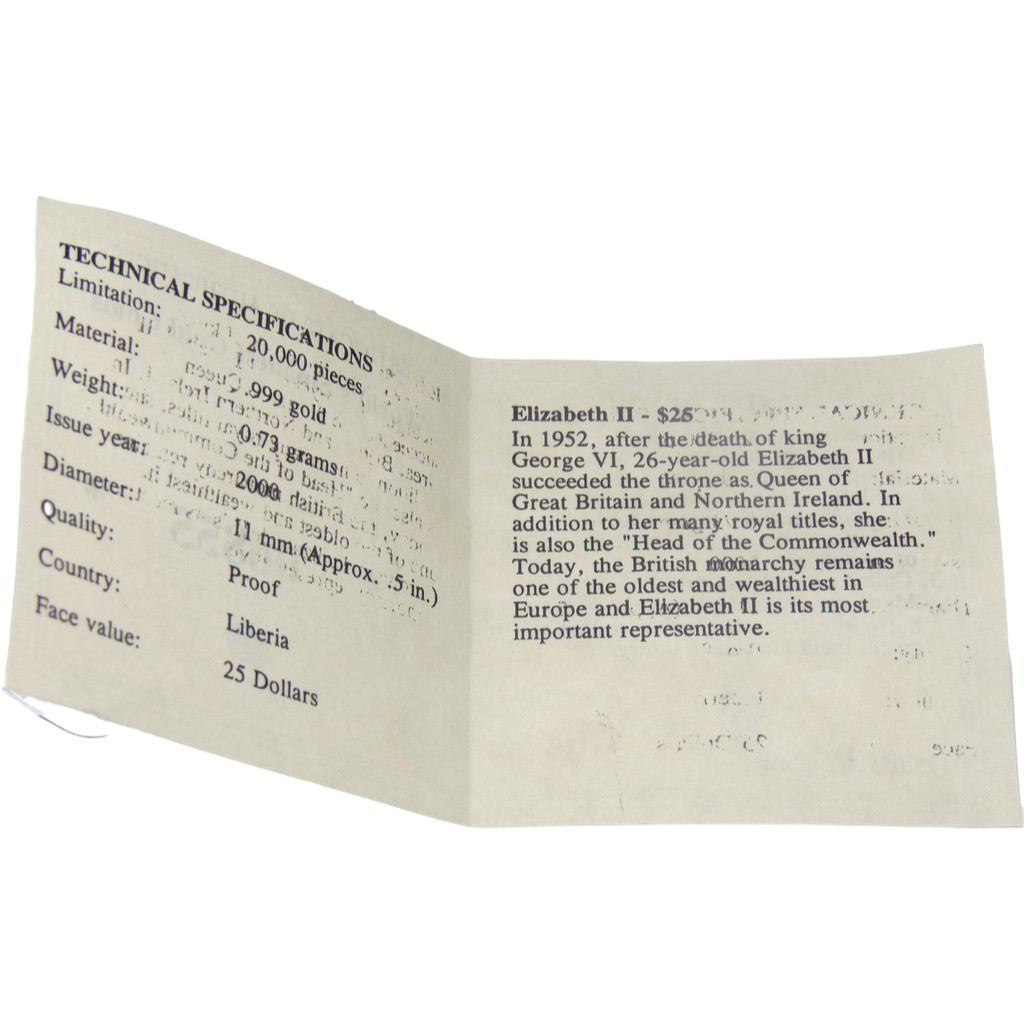 TECHNICAL SPECIFICATIONS
Limitation: 20,000 pieces
Material: .999 gold
Weight: 0.73 grams
Issue year: 2000
Diameter: 11 mm (Approx. .5 in.)
Quality: Proof
Country: Liberia
Face value: 25 Dollars
Elizabeth II - $25
In 1952, after the death of king
George VI, 26-year-old Elizabeth II
succeeded the throne as Queen of
Great Britain and Northern Ireland. In
addition to her many royal titles, she
is also the "Head of the Commonwealth."
Today, the British monarchy remains
one of the oldest and wealthiest in
Europe and Elizabeth II is its most
important representative.